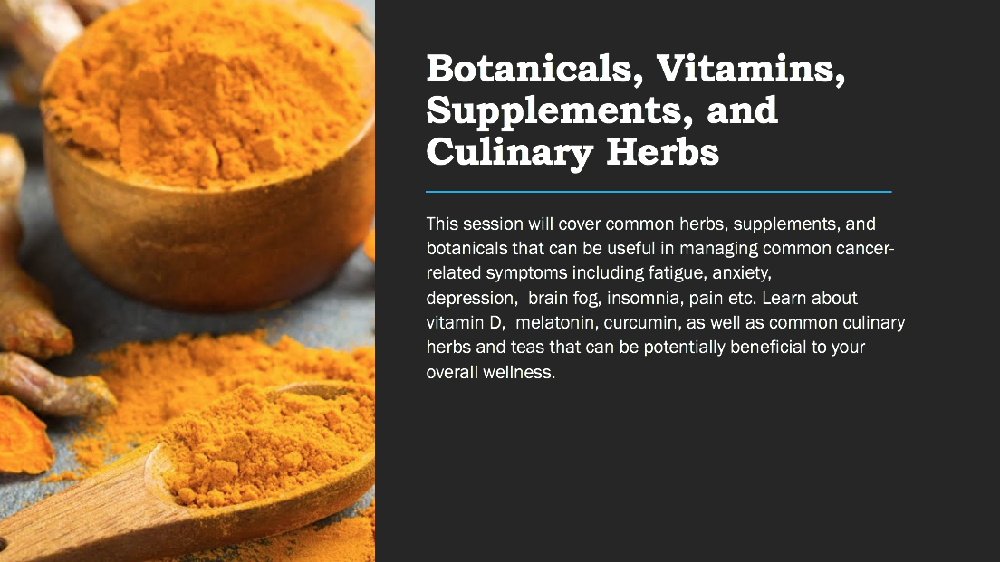 Botanicals, Vitamins,
Supplements, and
Culinary Herbs
This session will cover common herbs, supplements, and
botanicals that can be useful in managing common cancer-
related symptoms including fatigue, anxiety,
depression,  brain fog, insomnia, pain etc. Learn about
vitamin D,  melatonin, curcumin, as well as common culinary
herbs and teas that can be potentially beneficial to your
overall wellness.